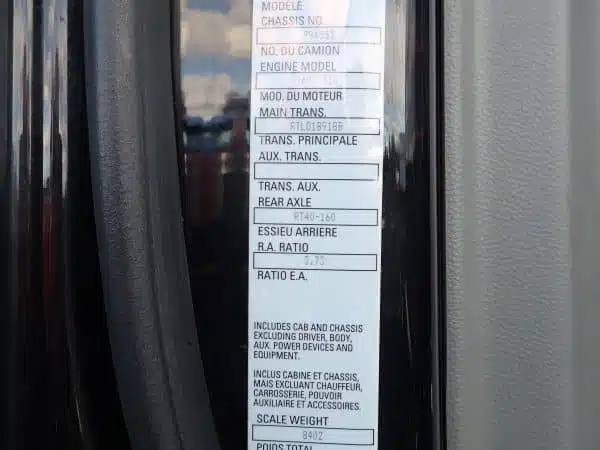 MODÈLE
CHASSIS NO.
NO. DU CAMION
ENGINE MODEL
MOD. DU MOTEUR
MAIN TRANS.
RTLO18918B
TRANS. PRINCIPALE
AUX. TRANS.
TRANS. AUX.
REAR AXLE
RT40-160
ESSIEU ARRIERE
R.A. RATIO
3.73
RATIO E.A.
INCLUDES CAB AND CHASSIS
EXCLUDING DRIVER, BODY,
AUX. POWER DEVICES AND
EQUIPMENT.
INCLUS CABINE ET CHASSIS,
MAIS EXCLUANT CHAUFFEUR,
CARROSSERIE, POUVOIR
AUXILIAIRE ET ACCESSOIRES.
SCALE WEIGHT
POIDS TOTAL